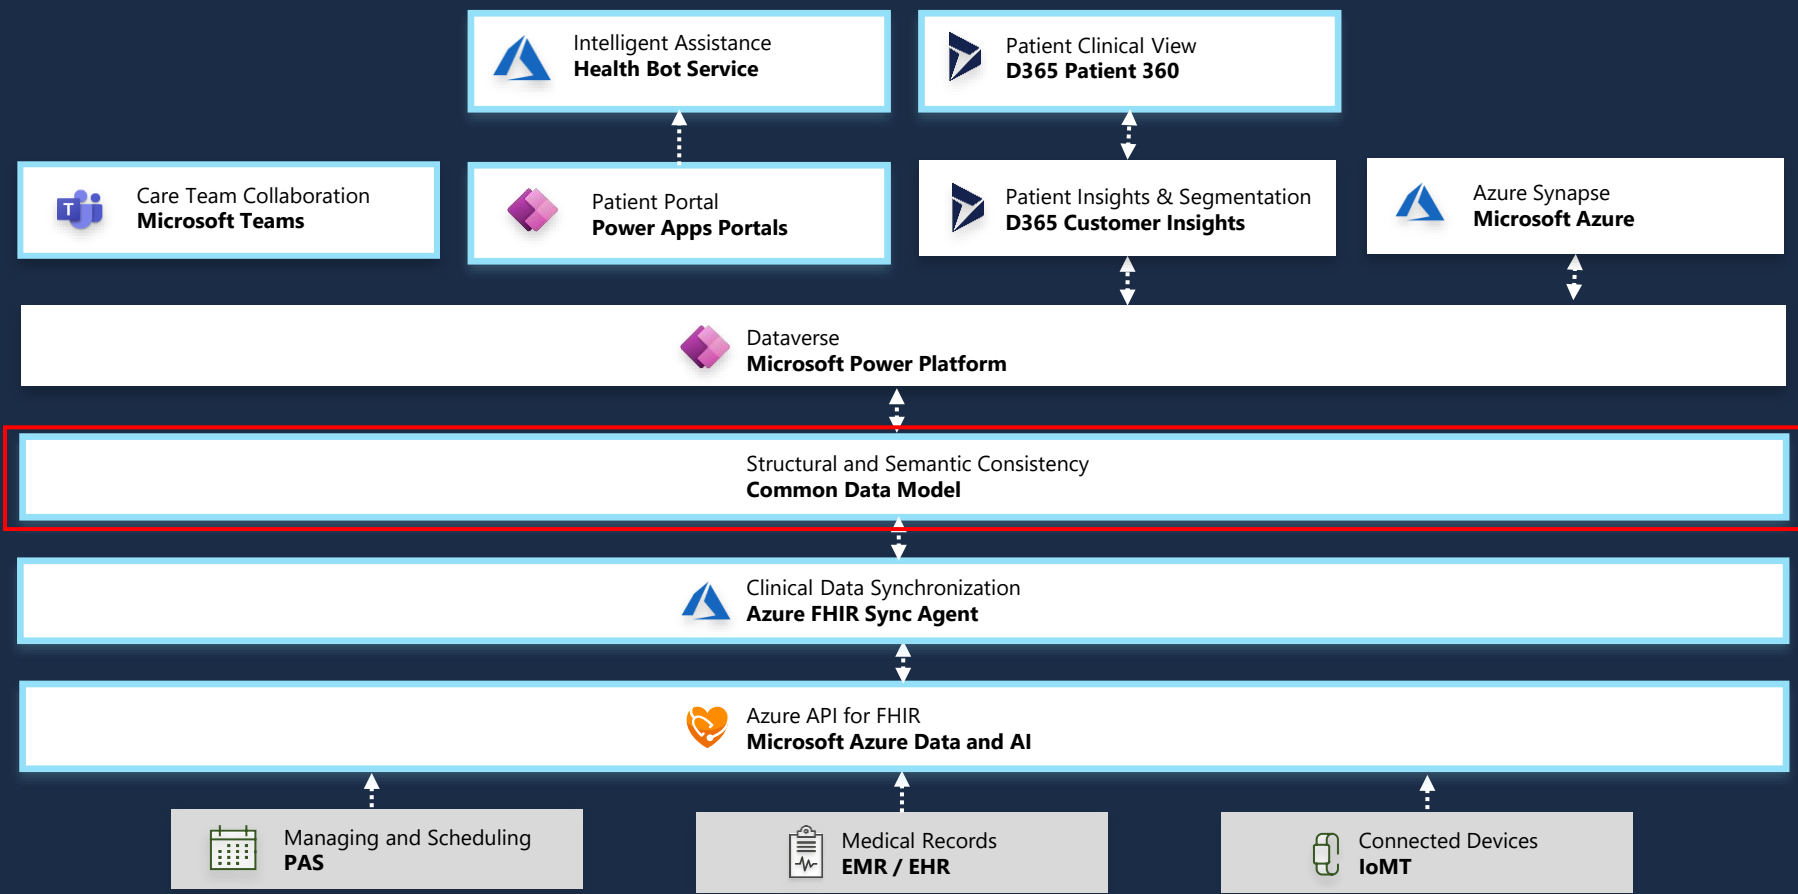 Intelligent Assistance
Health Bot Service
Patient Clinical View
D365 Patient 360
T
Care Team Collaboration
Microsoft Teams
Patient Portal
Power Apps Portals
Patient Insights & Segmentation
D365 Customer Insights
Azure Synapse
Microsoft Azure
Dataverse
Microsoft Power Platform
Structural and Semantic Consistency
Common Data Model
Clinical Data Synchronization
Azure FHIR Sync Agent
Azure API for FHIR
Microsoft Azure Data and AI
Managing and Scheduling
PAS
Medical Records
EMR / EHR
Connected Devices
IoMT